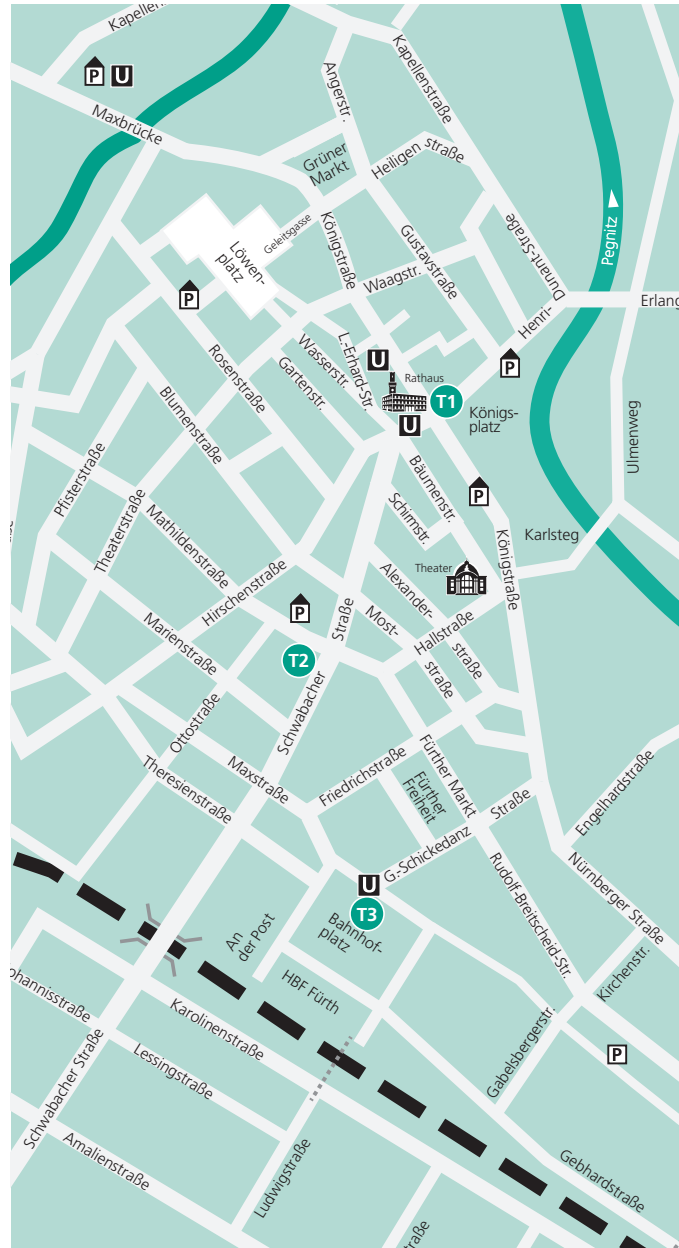 Kapellen
P
U
Maxbrücke
Angerstr.
Kapellenstraße
Grüner
Markt
Heiligen
straße
Pegnitz
Geleitsgasse
Löwen-
platz
Königstraße
Gustavstraße
Waagstr.
Henri-
Dunant-Straße
Erlang
P
Rosenstraße
Wasserstr.
Gartenstr.
L.-Erhard-Str.
U
Rathaus
T1
U
P
Königs-
platz
Blumenstraße
Pfisterstraße
Theaterstraße
Mathildenstraße
Hirschenstraße
Marienstraße
Bäumenstr.
Schirmstr.
P
Königstraße
Ulmenweg
Karlsteg
Theater
Alexander-
straße
Most-
straße
Hallstraße
P
T2
Schwabacher
Straße
Ottostraße
Theresienstraße
Maxstraße
Friedrichstraße
Fürther Markt
Fürther
Freiheit
G.-Schickedanz
Straße
Engelhardstraße
Nürnberger Straße
Rudolf-Breitscheid-Str.
U
T3
Bahnhof-
platz
An
der Post
HBF Fürth
Kirchenstr.
Gabelsbergerstr.
P
ohannisstraße
Karolinenstraße
Lessingstraße
Schwabacher Straße
Amalienstraße
Ludwigstraße
Gebhardstraße
raße